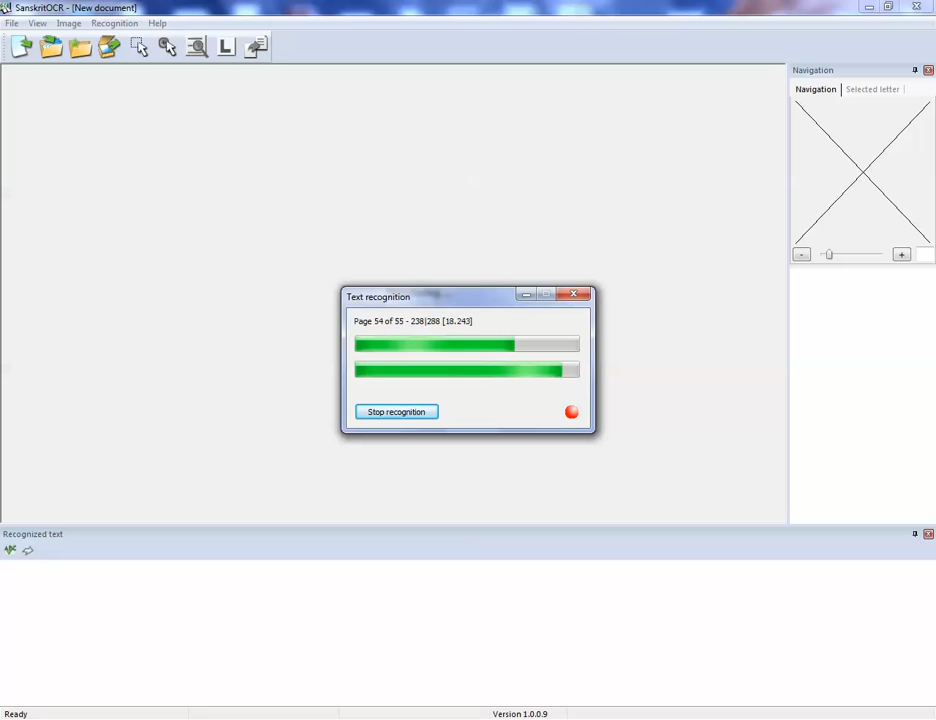 SanskritOCR - [New document]
File View Image Recognition Help
L
Navigation
Navigation Selected letter
- +
Text recognition
Page 54 of 55 - 238|288 [18.243]
Stop recognition
Recognized text
ABC
Ready Version 1.0.0.9